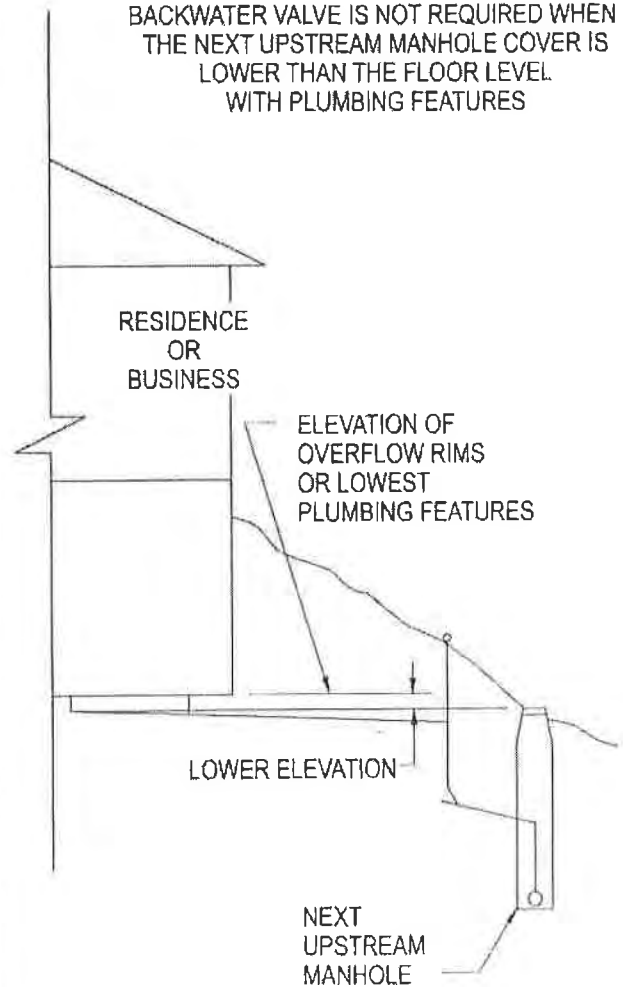 BACKWATER VALVE IS NOT REQUIRED WHEN
THE NEXT UPSTREAM MANHOLE COVER IS
LOWER THAN THE FLOOR LEVEL
WITH PLUMBING FEATURES
RESIDENCE
OR
BUSINESS
ELEVATION OF
OVERFLOW RIMS
OR LOWEST
PLUMBING FEATURES
LOWER ELEVATION
NEXT
UPSTREAM
MANHOLE